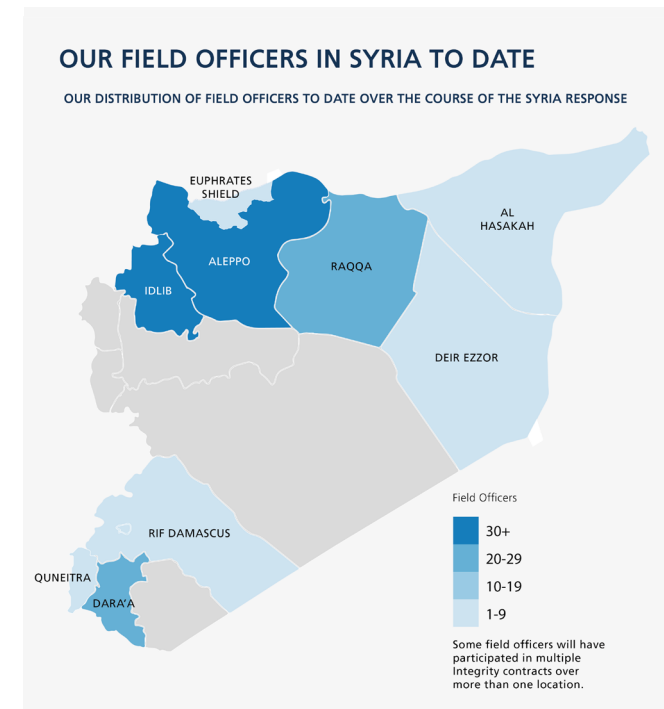 OUR FIELD OFFICERS IN SYRIA TO DATE
OUR DISTRIBUTION OF FIELD OFFICERS TO DATE OVER THE COURSE OF THE SYRIA RESPONSE
EUPHRATES
SHIELD
AL
HASAKAH
ALEPPO
RAQQA
IDLIB
DEIR EZZOR
RIF DAMASCUS
QUNEITRA
DARA'A
Field Officers
30+
20-29
10-19
1-9
Some field officers will have
participated in multiple
Integrity contracts over
more than one location.